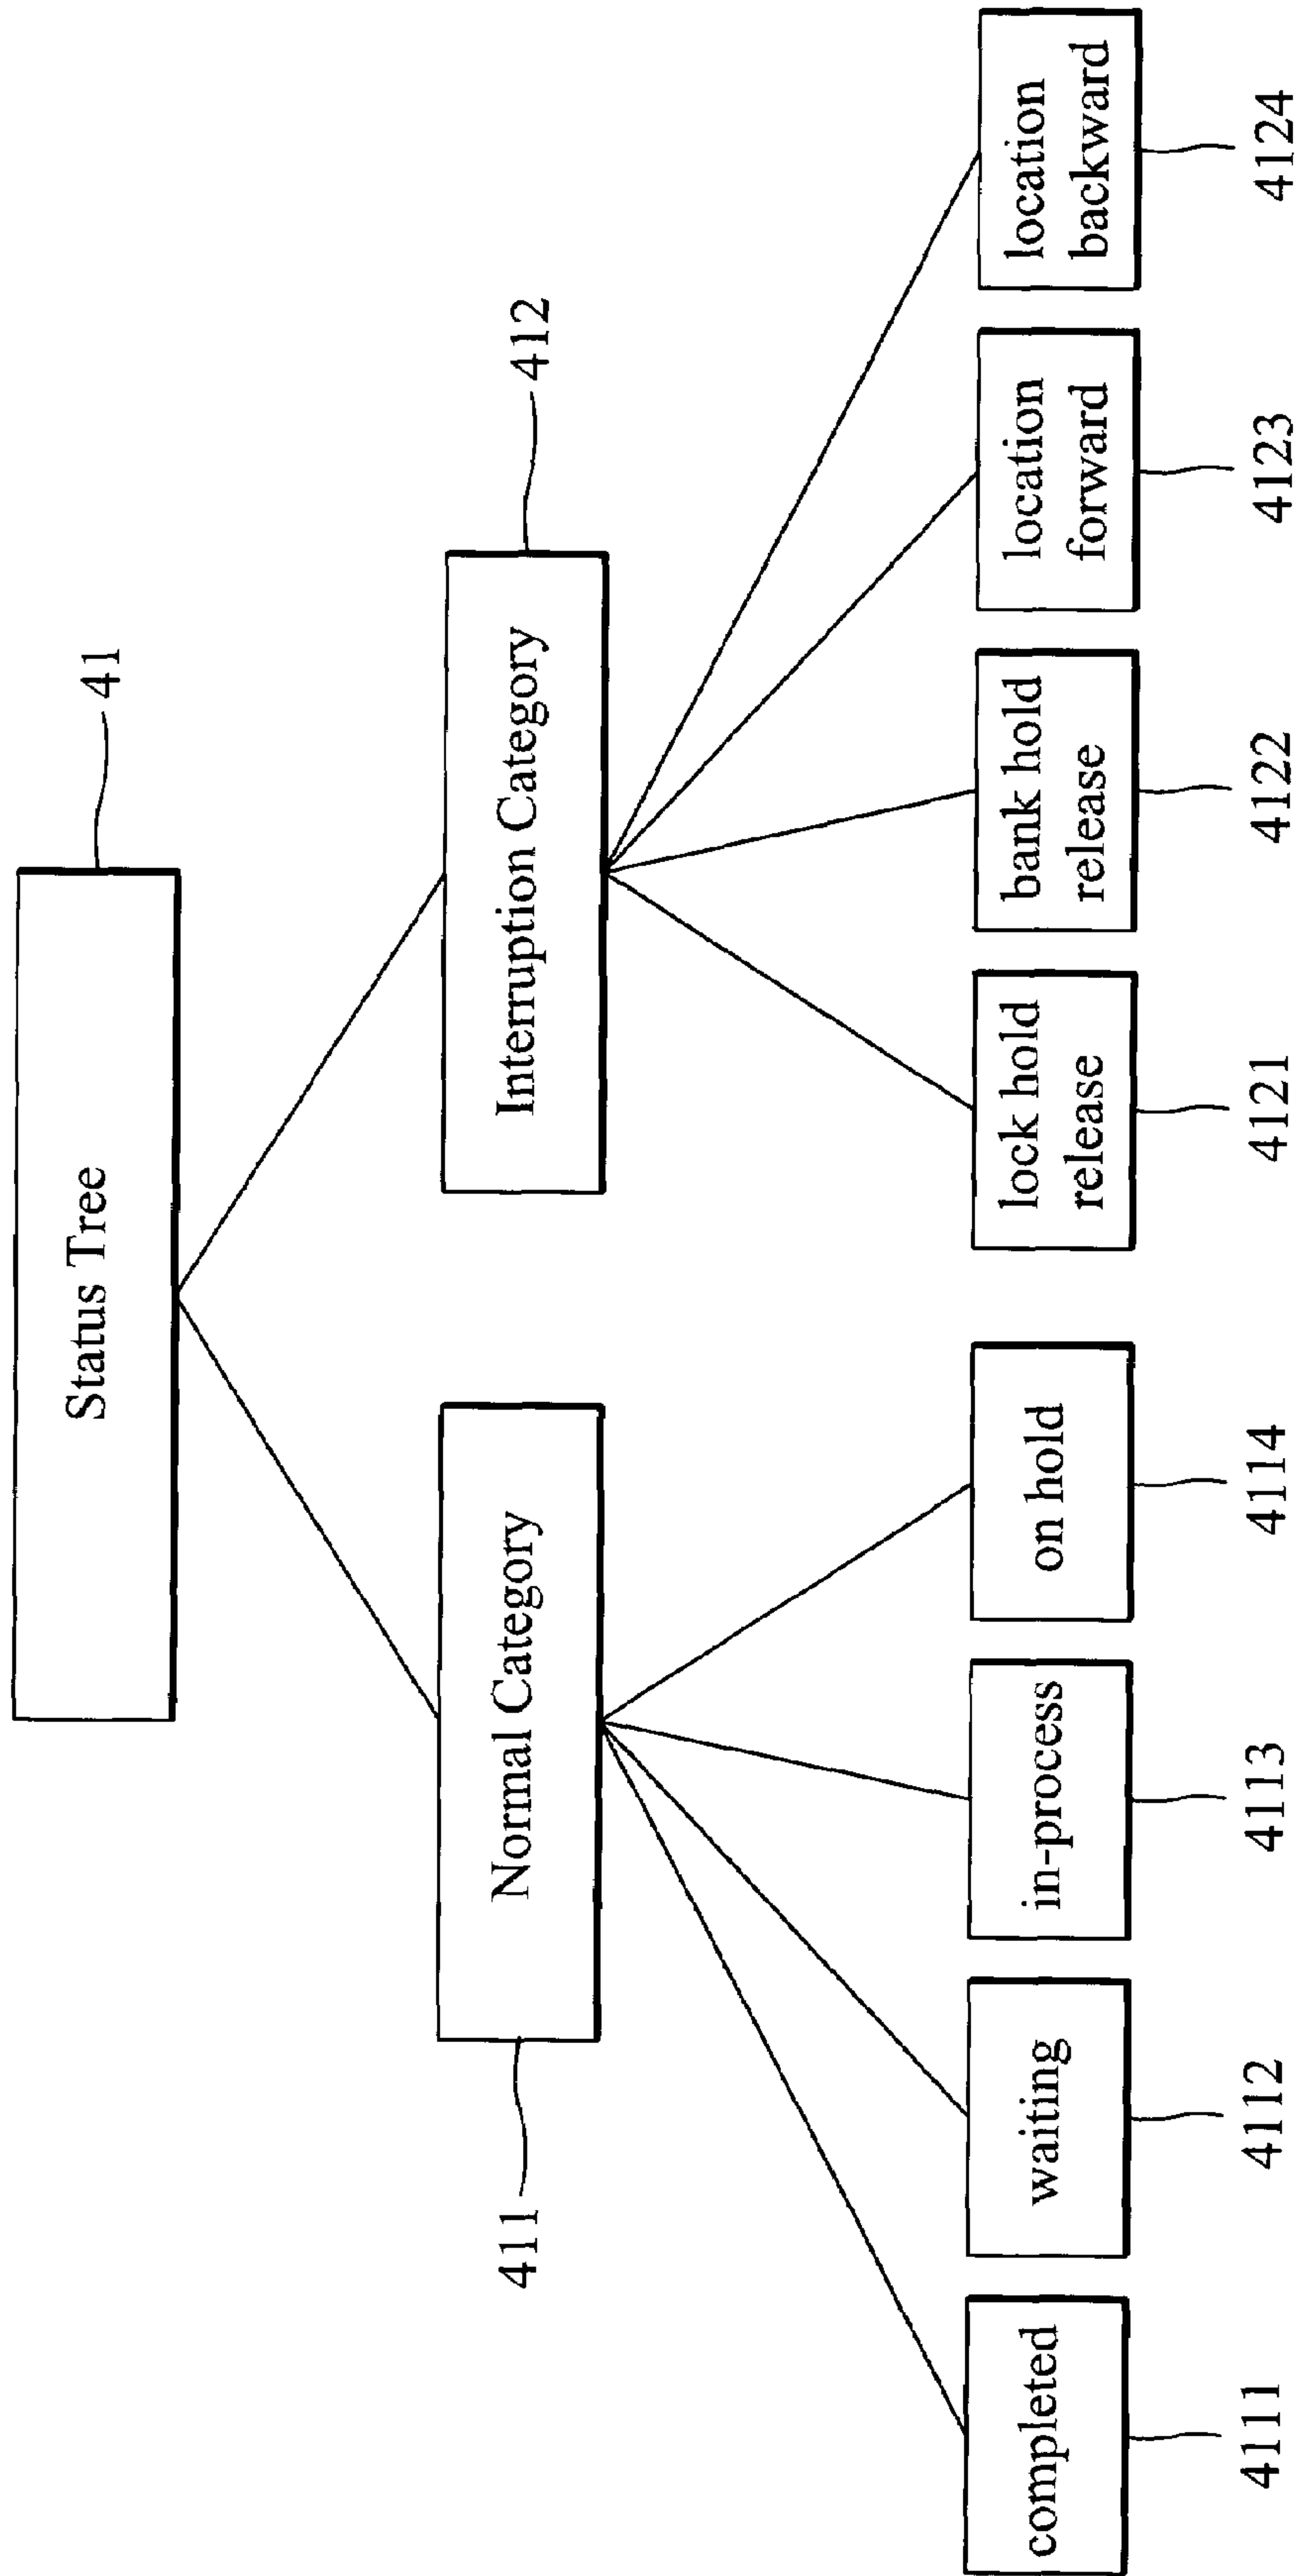 Status Tree
41
Normal Category
411
Interruption Category
412
completed
waiting
in-process
on hold
lock hold
release
bank hold
release
location
forward
location
backward
4111
4112
4113
4114
4121
4122
4123
4124